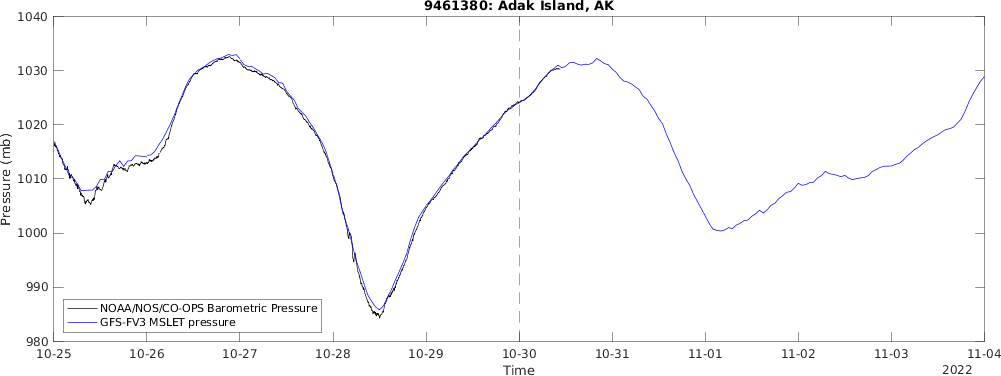 9461380: Adak Island, AK
Pressure (mb)
1040
1030
1020
1010
1000
990
980
NOAA/NOS/CO-OPS Barometric Pressure
GFS-FV3 MSLET pressure
10-25 10-26 10-27 10-28 10-29 10-30 10-31 11-01 11-02 11-03 11-04
Time
2022